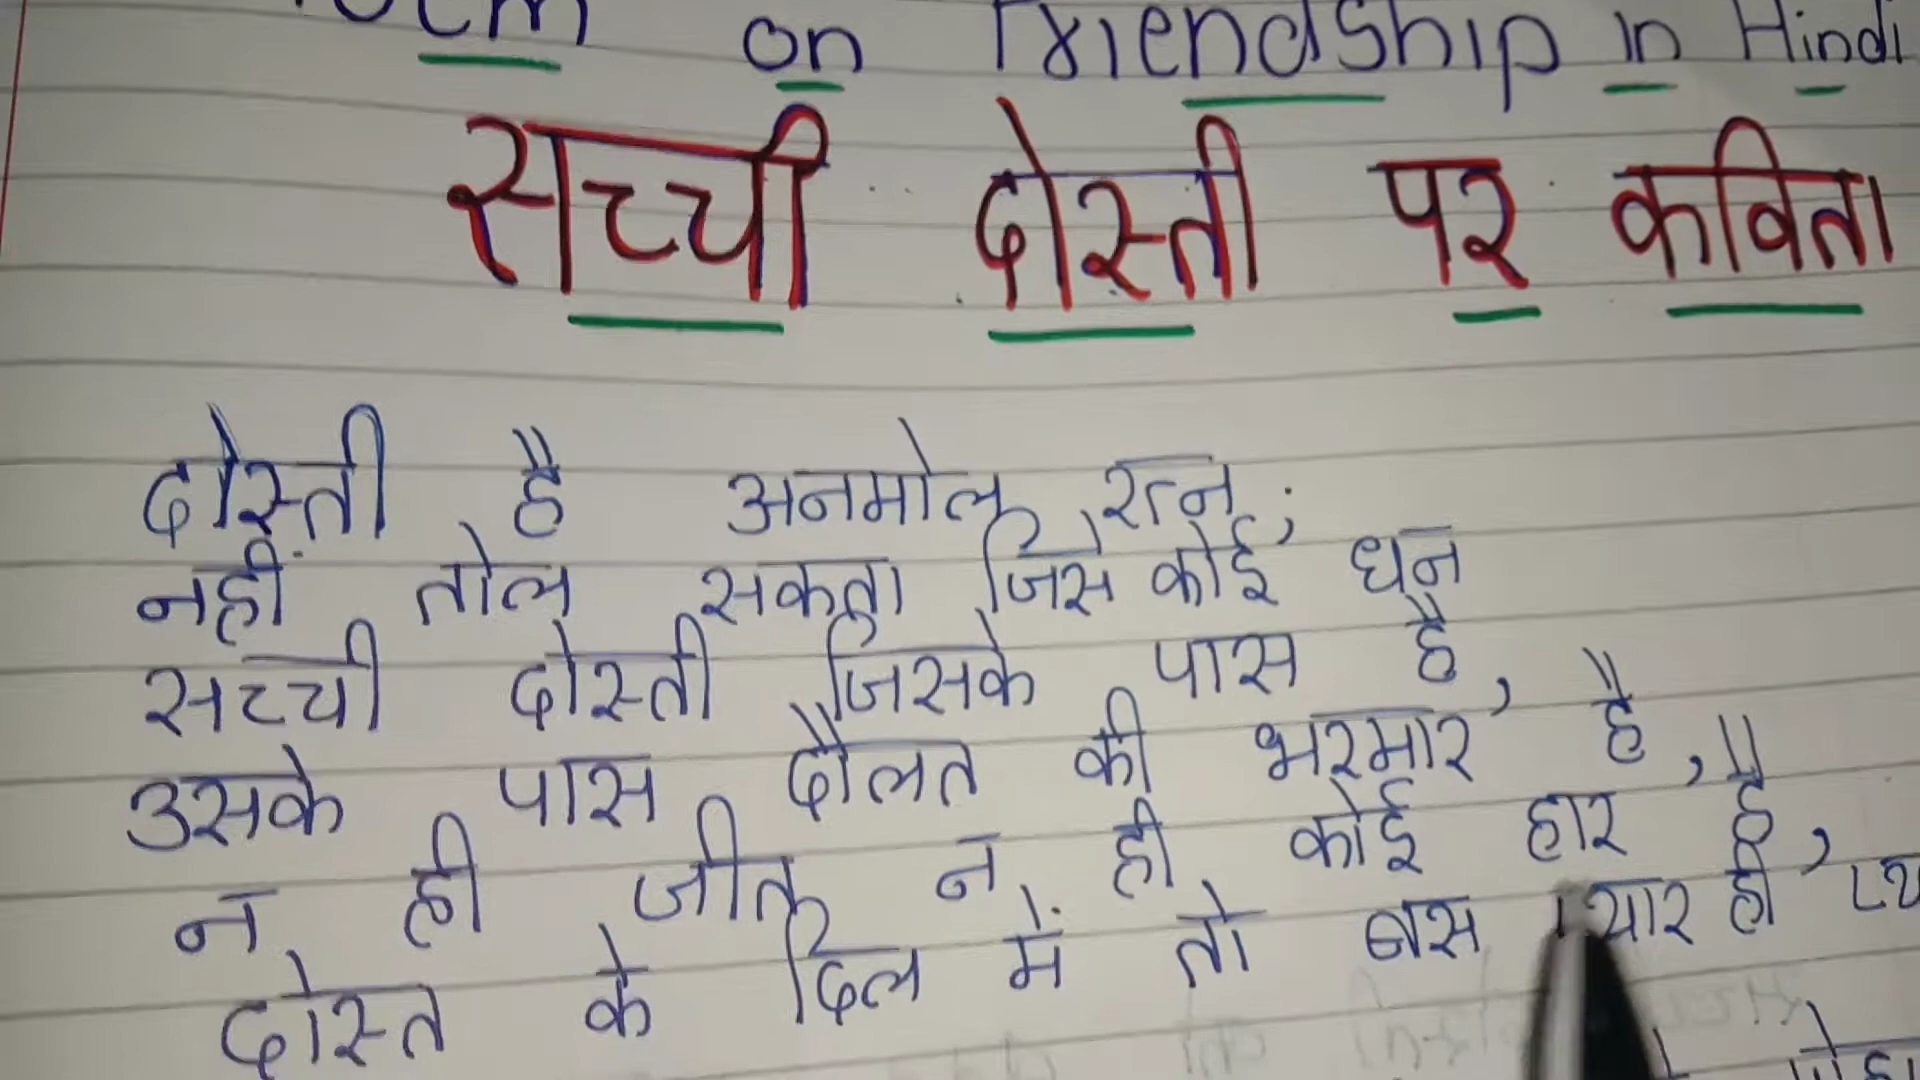 on Friendship in Hindi
सच्ची दोस्ती पर कविता
दोस्ती है अनमोल रत्न,
नहीं तोल सकता जिसे कोई धन
सच्ची दोस्ती जिसके पास है,
उसके पास दौलत की भरमार है,
न ही जीत न ही कोई हार है,
दोस्त के दिल में तो बस प्यार ही